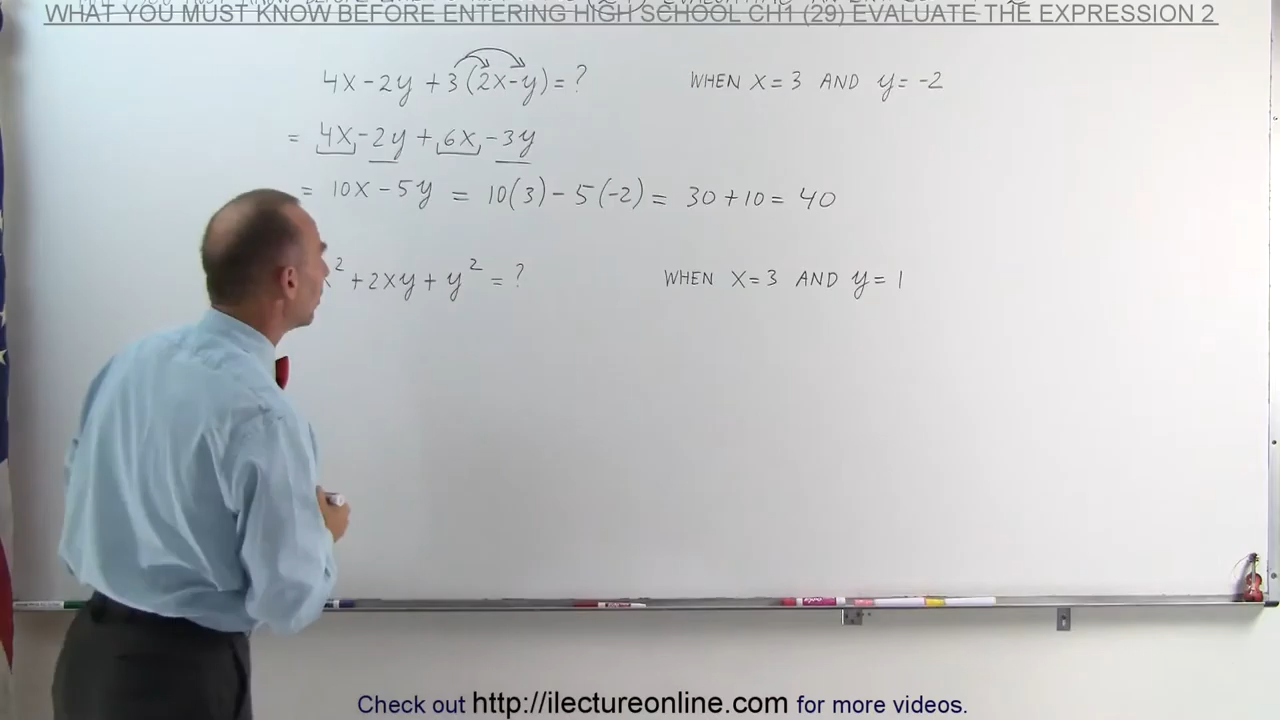 WHAT YOU MUST KNOW BEFORE ENTERING HIGH SCHOOL CH1 (29) EVALUATE THE EXPRESSION 2
4X-2y+3(2X-y)=? WHEN X=3 AND y=-2
= 4X-2y+6X-3y
= 10X-5y = 10(3)-5(-2) = 30+10= 40
²+2xy+y²=? WHEN X=3 AND y=1
Check out http://ilectureonline.com for more videos.